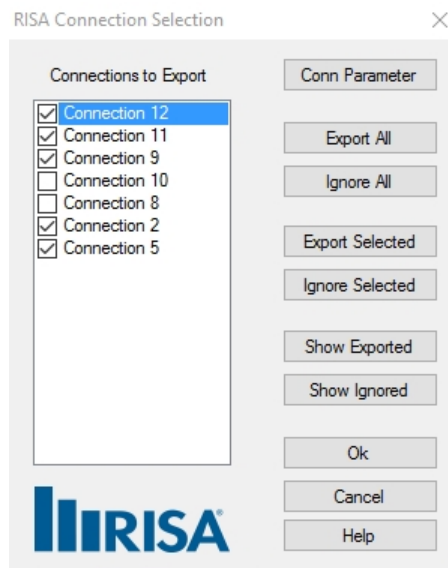 RISA Connection Selection
Connections to Export
Connection 12
Connection 11
Connection 9
Connection 10
Connection 8
Connection 2
Connection 5
Conn Parameter
Export All
Ignore All
Export Selected
Ignore Selected
Show Exported
Show Ignored
Ok
Cancel
Help
RISA